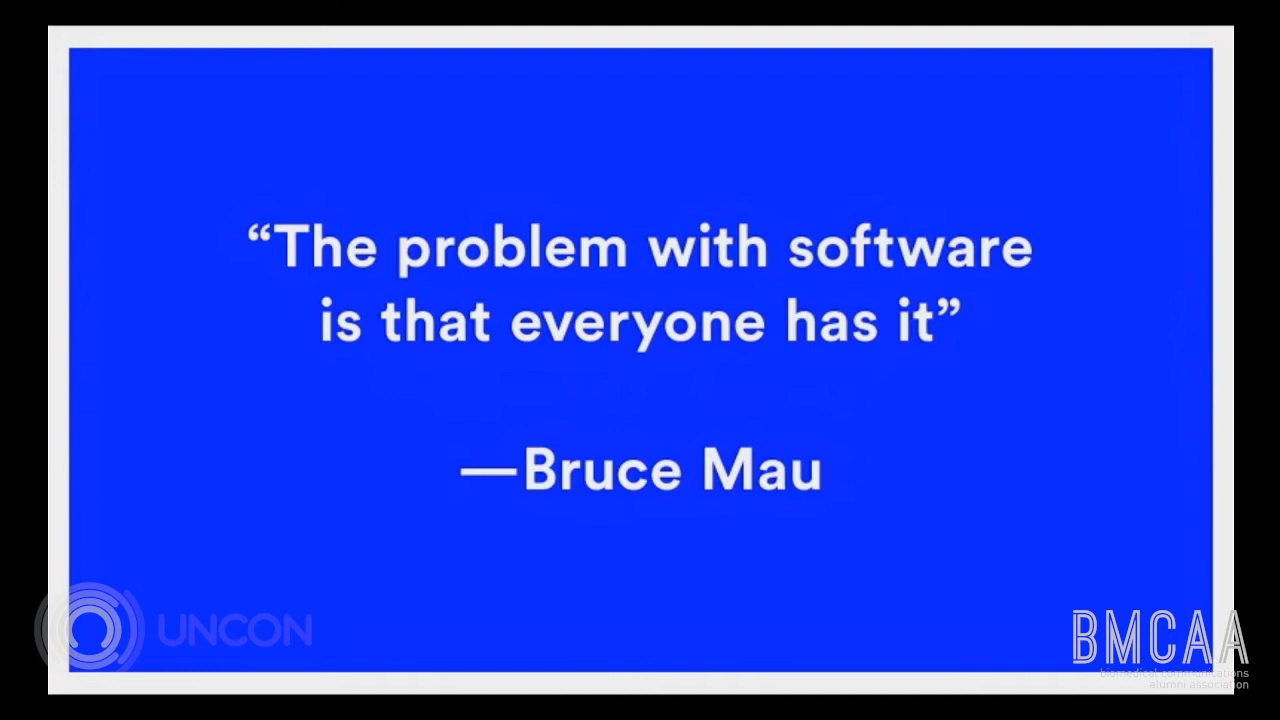 “The problem with software
is that everyone has it”
—Bruce Mau
UNCON
BMCAA
biomedical communications
alumni association